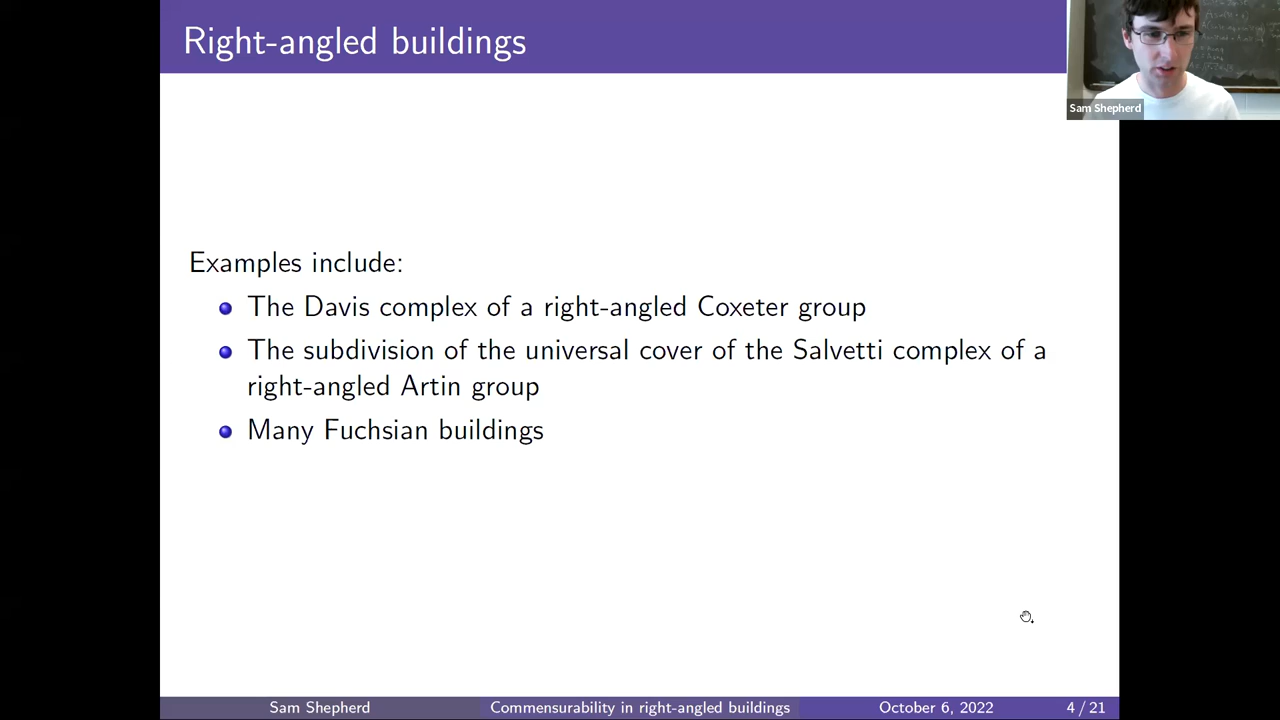 Right-angled buildings
Sam Shepherd
Examples include:
The Davis complex of a right-angled Coxeter group
The subdivision of the universal cover of the Salvetti complex of a
right-angled Artin group
Many Fuchsian buildings
Sam Shepherd
Commensurability in right-angled buildings
October 6, 2022
4 / 21